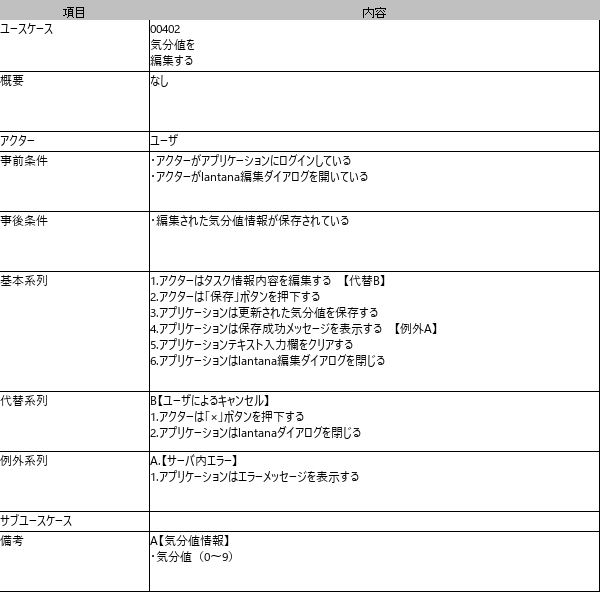 項目 内容
ユースケース 00402
気分値を
編集する
概要 なし
アクター ユーザ
事前条件 ・アクターがアプリケーションにログインしている
・アクターがlantana編集ダイアログを開いている
事後条件 ・編集された気分値情報が保存されている
基本系列 1.アクターはタスク情報内容を編集する 【代替B】
2.アクターは「保存」ボタンを押下する
3.アプリケーションは更新された気分値を保存する
4.アプリケーションは保存成功メッセージを表示する 【例外A】
5.アプリケーションテキスト入力欄をクリアする
6.アプリケーションはlantana編集ダイアログを閉じる
代替系列 B【ユーザによるキャンセル】
1.アクターは「×」ボタンを押下する
2.アプリケーションはlantanaダイアログを閉じる
例外系列 A.【サーバ内エラー】
1.アプリケーションはエラーメッセージを表示する
サブユースケース
備考 A【気分値情報】
・気分値（0～9）